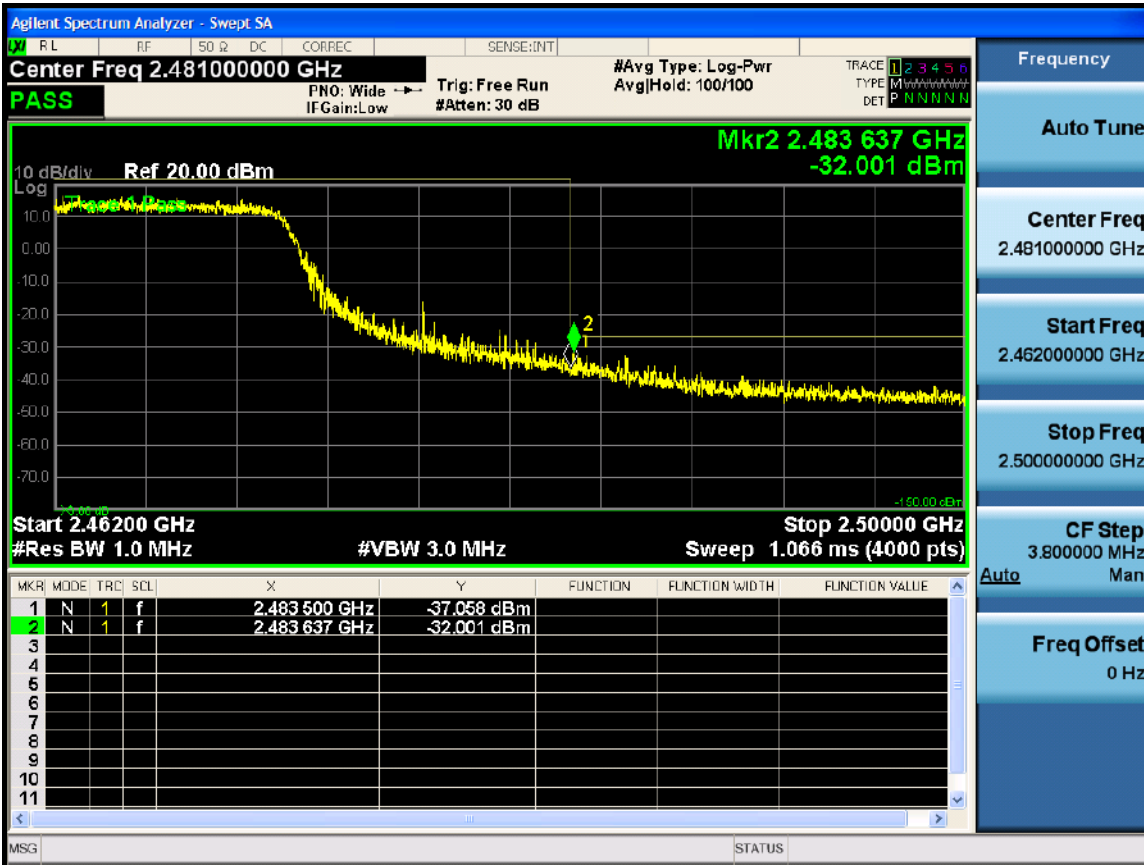 Agilent Spectrum Analyzer - Swept SA
LXI RL RF 50 Ω DC CORREC SENSE:INT
Center Freq 2.481000000 GHz
PASS
PNO: Wide
IFGain:Low
Trig: Free Run
#Atten: 30 dB
#Avg Type: Log-Pwr
Avg|Hold: 100/100
TRACE 1 2 3 4 5 6
TYPE M
DET P N N N N N
Mkr2 2.483 637 GHz
-32.001 dBm
10 dB/div Ref 20.00 dBm
Log
Trace 1 Pass
10.0
0.00
-10.0
-20.0
-30.0
-40.0
-50.0
-60.0
-70.0
2
1
-150.00 dBm
Start 2.46200 GHz Stop 2.50000 GHz
#Res BW 1.0 MHz #VBW 3.0 MHz Sweep 1.066 ms (4000 pts)
MKR MODE TRC SCL X Y FUNCTION FUNCTION WIDTH FUNCTION VALUE
1 N 1 f 2.483 500 GHz -37.058 dBm
2 N 1 f 2.483 637 GHz -32.001 dBm
3
4
5
6
7
8
9
10
11
MSG STATUS
Frequency
Auto Tune
Center Freq
2.481000000 GHz
Start Freq
2.462000000 GHz
Stop Freq
2.500000000 GHz
CF Step
3.800000 MHz
Auto Man
Freq Offset
0 Hz